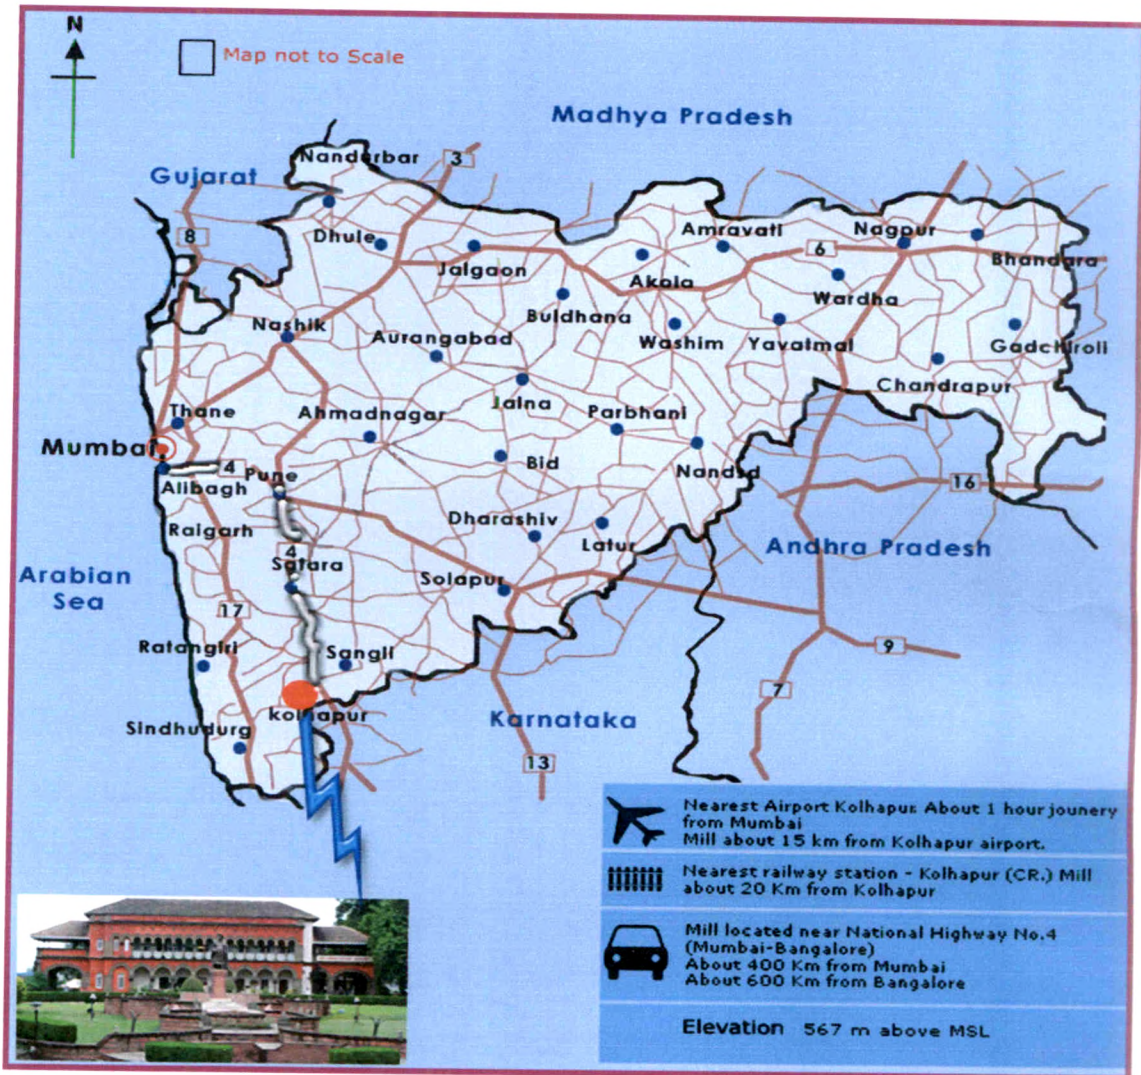 N
Map not to Scale
Madhya Pradesh
Gujarat
Nandurbar
3
8
Dhule
Jalgaon
Amravati
Nagpur
6
Akola
Bhandara
Wardha
Buldhana
Nashik
Aurangabad
Washim
Yavatmal
Gadchiroli
Chandrapur
Jalna
Thane
Ahmadnagar
Parbhani
Mumbai
4
Pune
Bid
Nanded
Alibagh
16
Raigarh
Dharashiv
Latur
Andhra Pradesh
4
Satara
Solapur
Arabian
Sea
17
Ratangiri
Sangli
9
7
kolhapur
Karnataka
Sindhudurg
13
Nearest Airport Kolhapur. About 1 hour jounery
from Mumbai
Mill about 15 km from Kolhapur airport.
Nearest railway station - Kolhapur (CR.) Mill
about 20 Km from Kolhapur
Mill located near National Highway No.4
(Mumbai-Bangalore)
About 400 Km from Mumbai
About 600 Km from Bangalore
Elevation 567 m above MSL